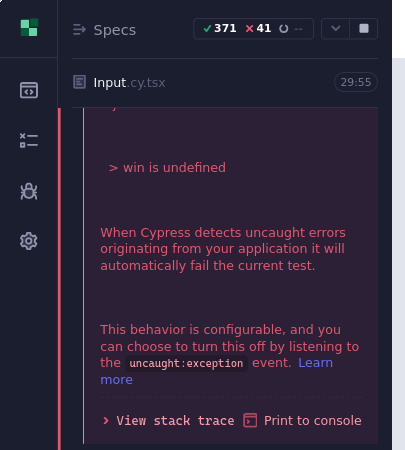 Specs
371 41 --
Input.cy.tsx
29:55
> win is undefined
When Cypress detects uncaught errors
originating from your application it will
automatically fail the current test.
This behavior is configurable, and you
can choose to turn this off by listening to
the uncaught:exception event. Learn
more
View stack trace Print to console